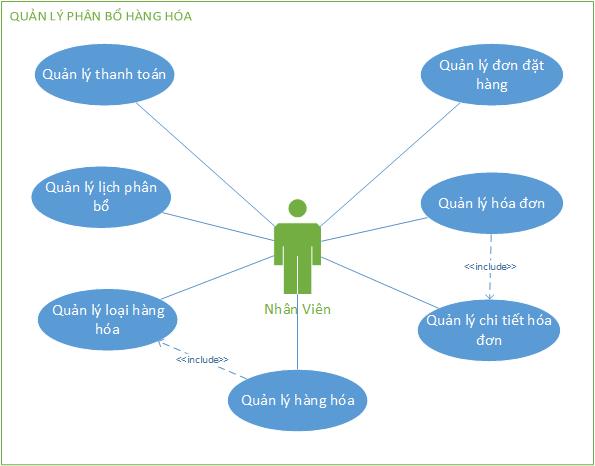 QUẢN LÝ PHÂN BỔ HÀNG HÓA
Quản lý thanh toán
Quản lý đơn đặt
hàng
Quản lý lịch phân
bổ
Quản lý hóa đơn
<<include>>
Nhân Viên
Quản lý loại hàng
hóa
Quản lý chi tiết hóa
đơn
<<include>>
Quản lý hàng hóa